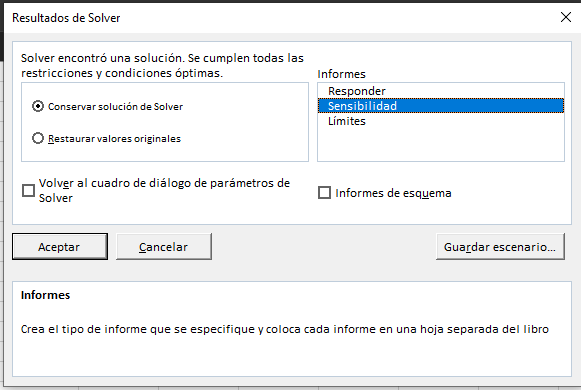 Resultados de Solver
Solver encontró una solución. Se cumplen todas las
restricciones y condiciones óptimas.
Informes
Conservar solución de Solver
Restaurar valores originales
Responder
Sensibilidad
Límites
Volver al cuadro de diálogo de parámetros de
Solver
Informes de esquema
Aceptar
Cancelar
Guardar escenario...
Informes
Crea el tipo de informe que se especifique y coloca cada informe en una hoja separada del libro